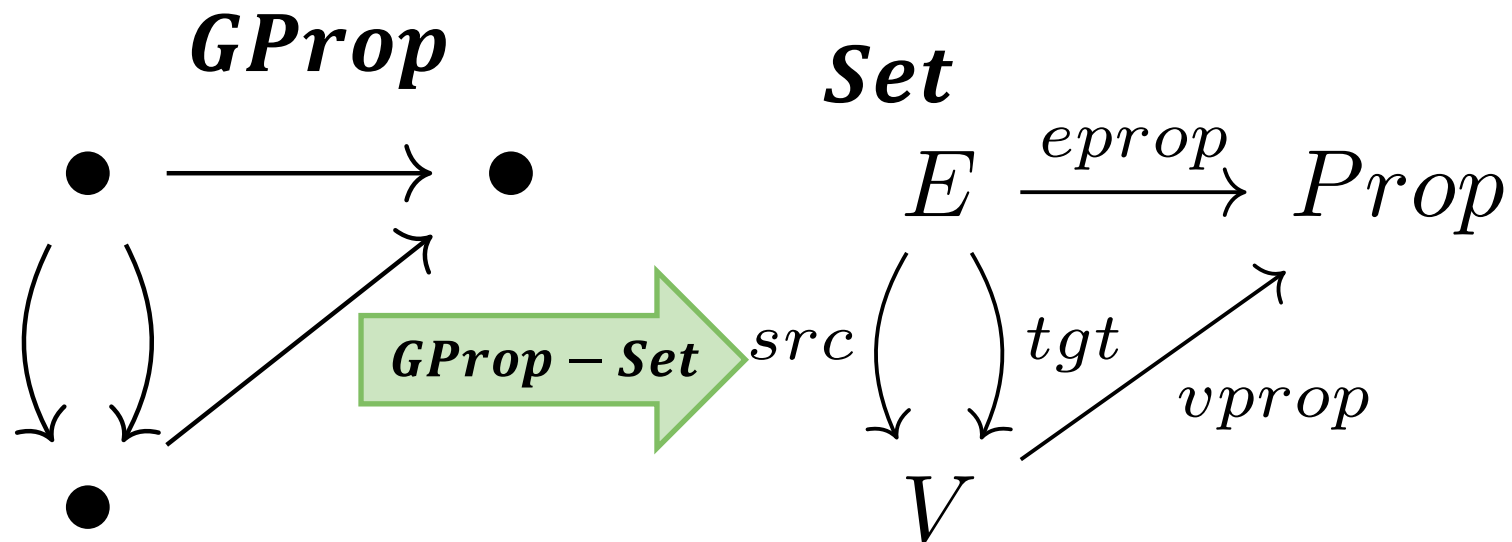 GProp
Set
E
eprop
Prop
GProp − Set
src
tgt
vprop
V